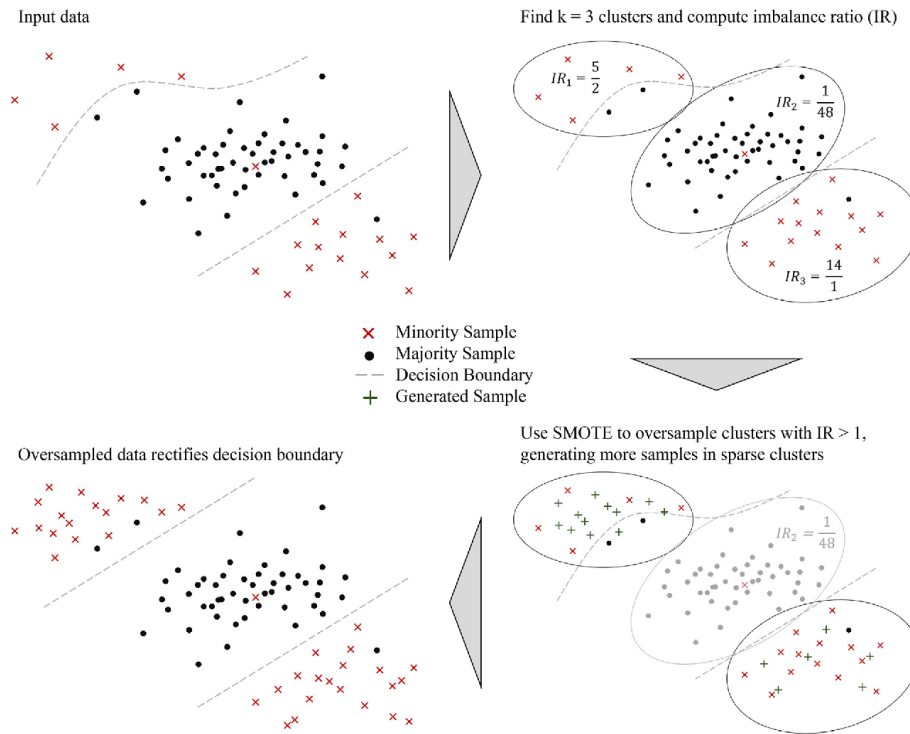 Input data
Find k = 3 clusters and compute imbalance ratio (IR)
IR₁ = 5/2
IR₂ = 1/48
IR₃ = 14/1
Minority Sample
Majority Sample
Decision Boundary
Generated Sample
Oversampled data rectifies decision boundary
Use SMOTE to oversample clusters with IR > 1,
generating more samples in sparse clusters
IR₂ = 1/48